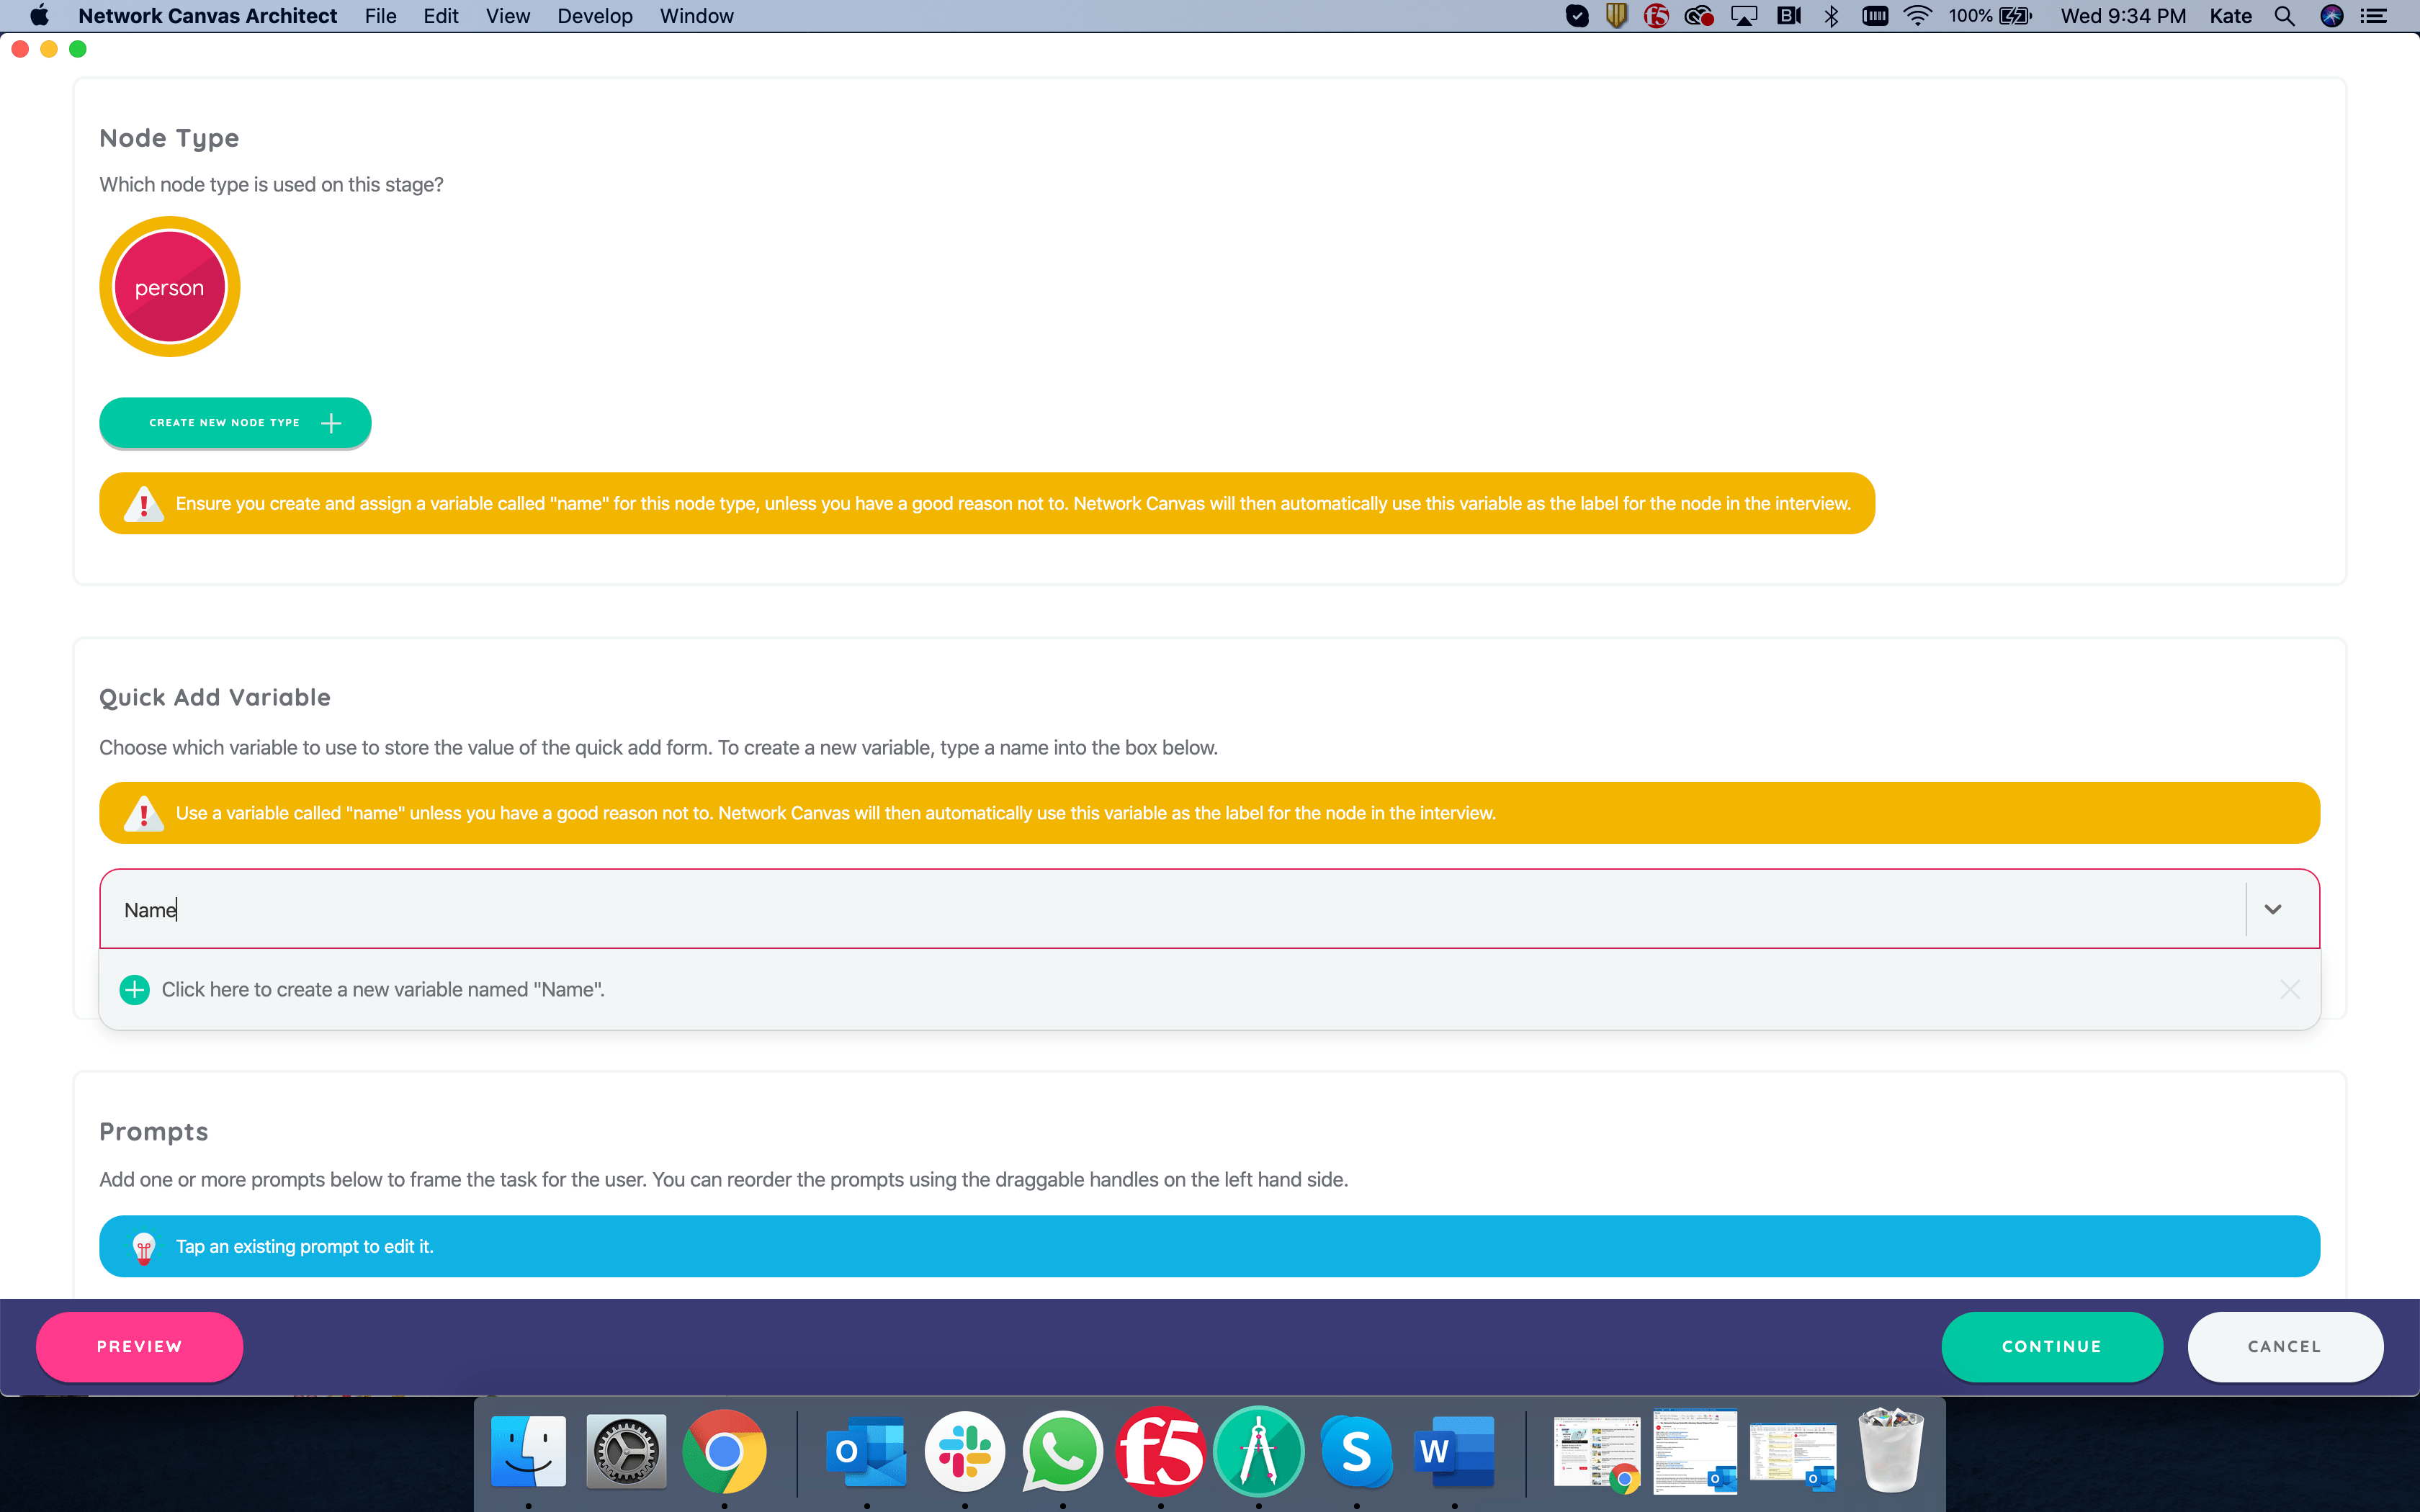 Network Canvas Architect File Edit View Develop Window 100% Wed 9:34 PM Kate
Node Type
Which node type is used on this stage?
person
CREATE NEW NODE TYPE
Ensure you create and assign a variable called "name" for this node type, unless you have a good reason not to. Network Canvas will then automatically use this variable as the label for the node in the interview.
Quick Add Variable
Choose which variable to use to store the value of the quick add form. To create a new variable, type a name into the box below.
Use a variable called "name" unless you have a good reason not to. Network Canvas will then automatically use this variable as the label for the node in the interview.
Name
Click here to create a new variable named "Name".
Prompts
Add one or more prompts below to frame the task for the user. You can reorder the prompts using the draggable handles on the left hand side.
Tap an existing prompt to edit it.
PREVIEW
CONTINUE
CANCEL